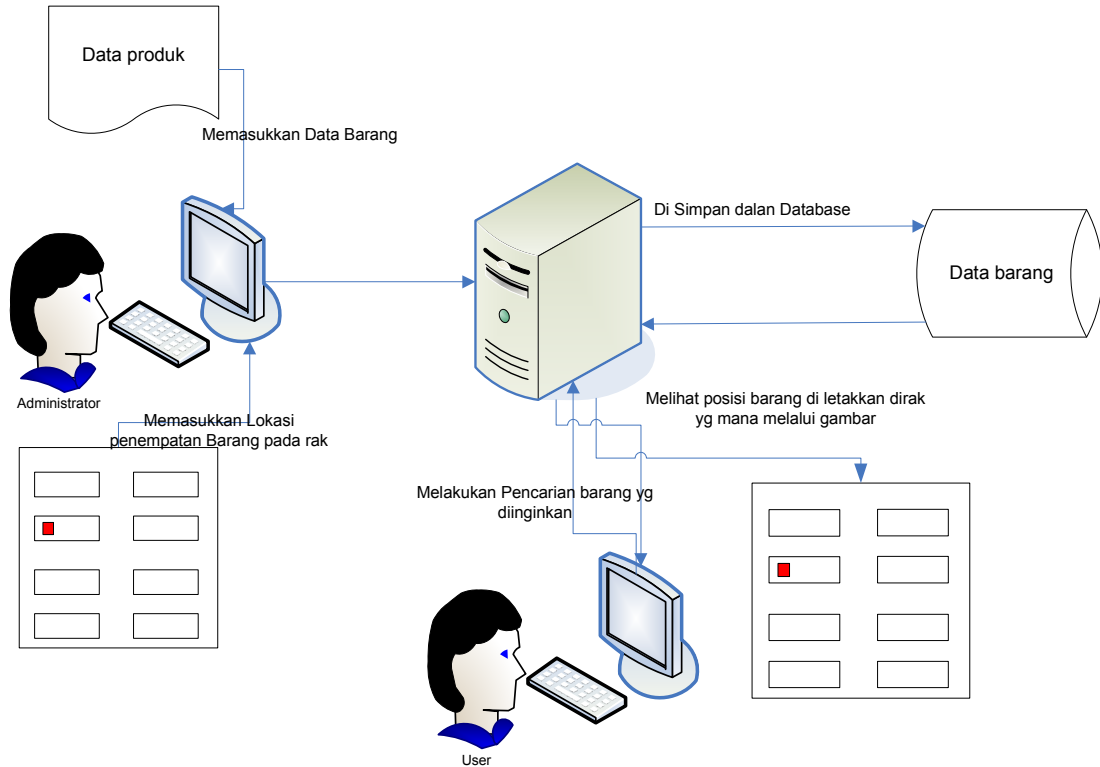 Data produk
Memasukkan Data Barang
Di Simpan dalan Database
Data barang
Administrator
Memasukkan Lokasi
penempatan Barang pada rak
Melihat posisi barang di letakkan dirak
yg mana melalui gambar
Melakukan Pencarian barang yg
diinginkan
User